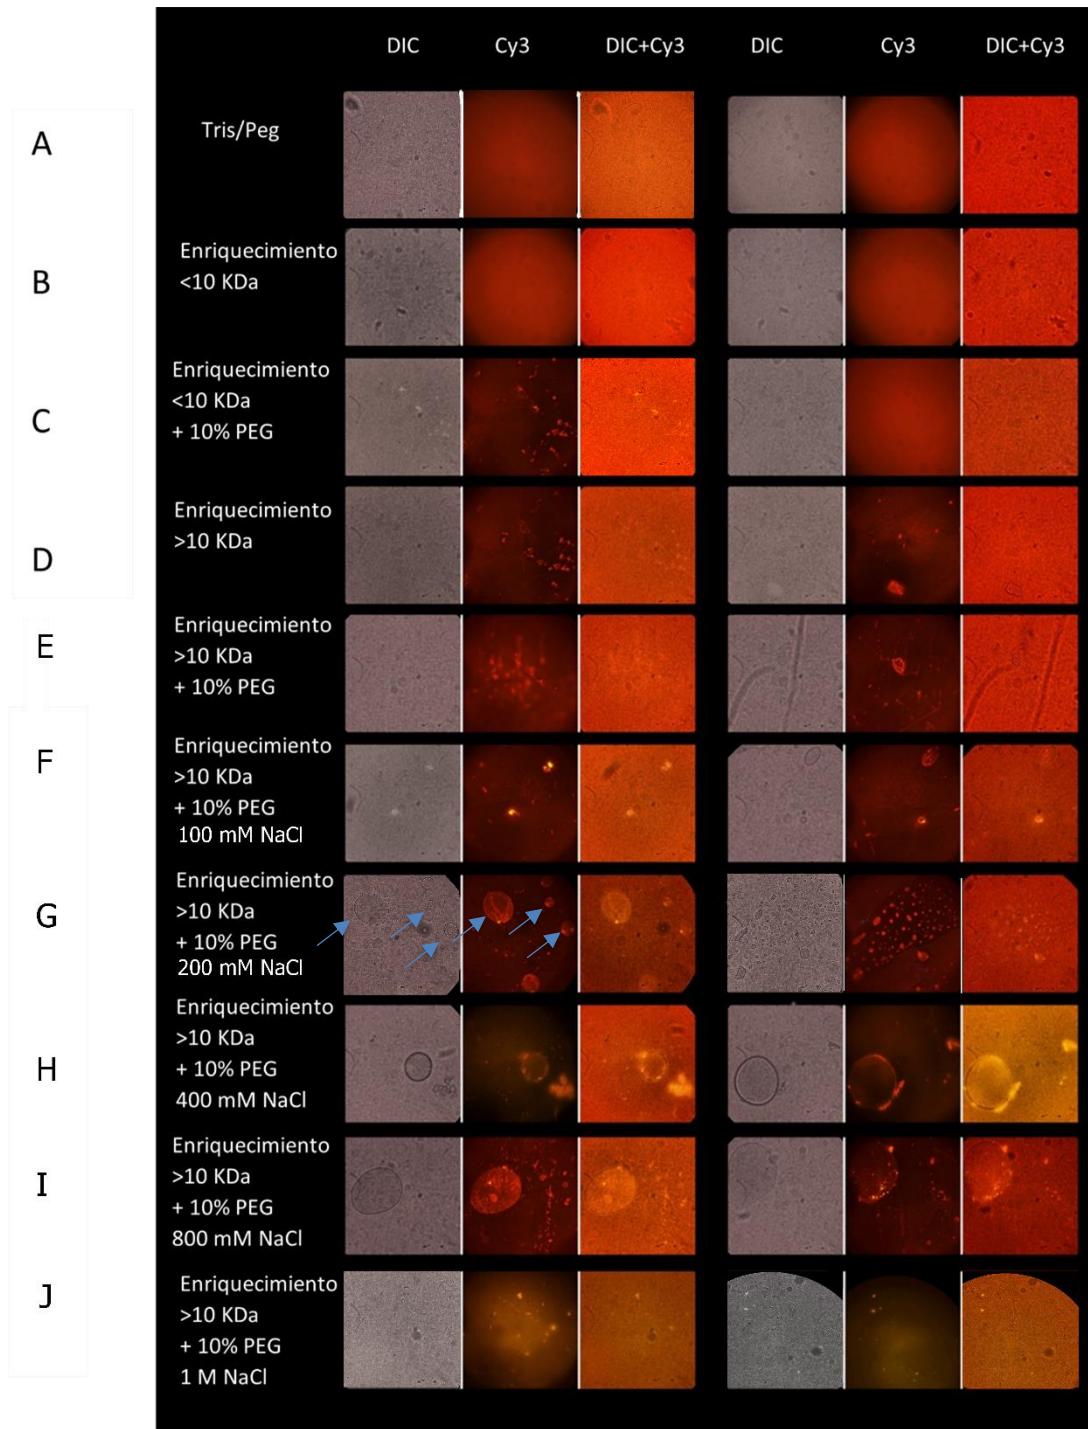 DIC Cy3 DIC+Cy3 DIC Cy3 DIC+Cy3
A
Tris/Peg
B
Enriquecimiento
<10 KDa
C
Enriquecimiento
<10 KDa
+ 10% PEG
D
Enriquecimiento
>10 KDa
E
Enriquecimiento
>10 KDa
+ 10% PEG
F
Enriquecimiento
>10 KDa
+ 10% PEG
100 mM NaCl
G
Enriquecimiento
>10 KDa
+ 10% PEG
200 mM NaCl
H
Enriquecimiento
>10 KDa
+ 10% PEG
400 mM NaCl
I
Enriquecimiento
>10 KDa
+ 10% PEG
800 mM NaCl
J
Enriquecimiento
>10 KDa
+ 10% PEG
1 M NaCl